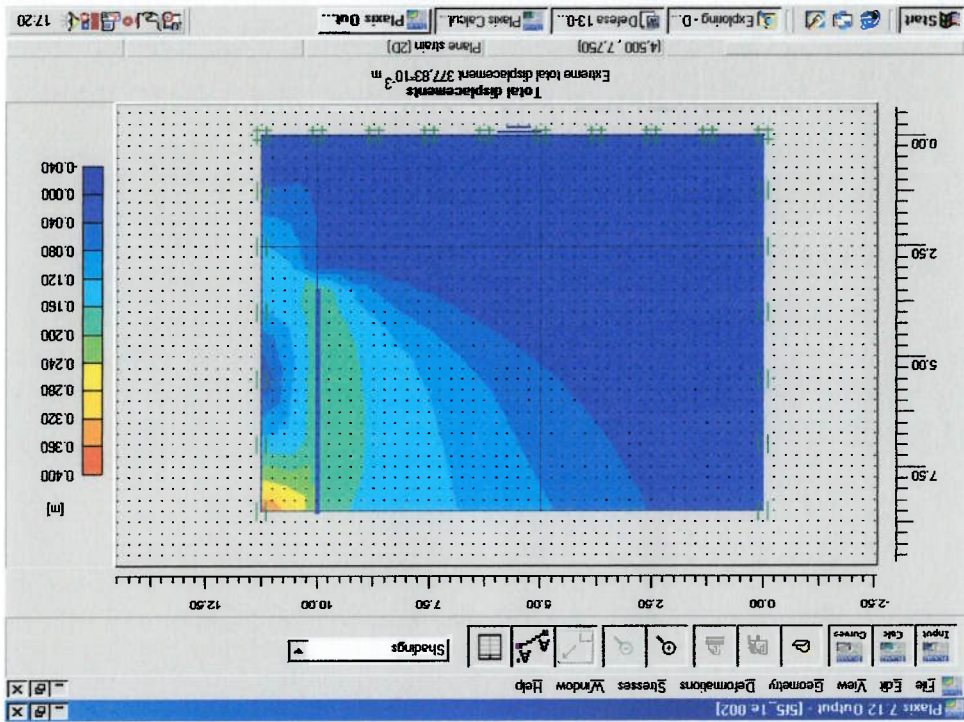 Plaxis 7.12 Output - [5f5_1e 002]
File Edit View Geometry Deformations Stresses Window Help
Input Calc Curves
Shadings
-2.50 0.00 2.50 5.00 7.50 10.00 12.50
7.50
5.00
2.50
0.00
[m]
0.400
0.360
0.320
0.280
0.240
0.200
0.160
0.120
0.080
0.040
0.000
-0.040
Total displacements
Extreme total displacement 377,83*10⁻³ m
(4,500 , 7,750) Plane strain [2D]
Start Exploring - D... Defesa 13-0... Plaxis Calcul... Plaxis Out... 17:20